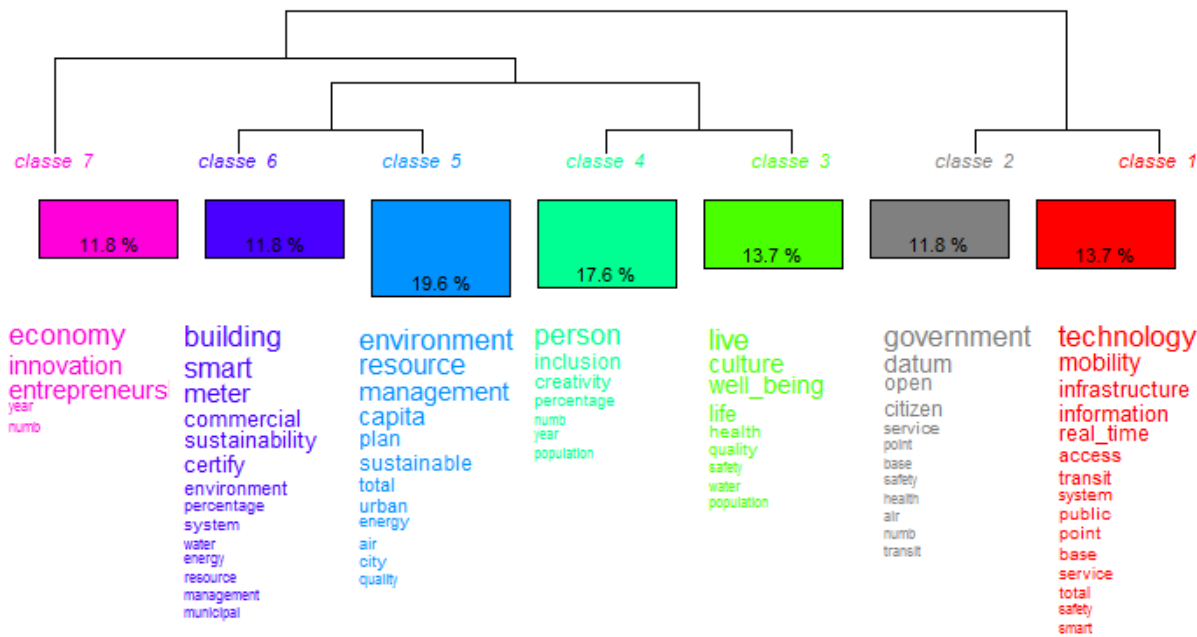 classe 7
classe 6
classe 5
classe 4
classe 3
classe 2
classe 1
11.8 %
11.8 %
19.6 %
17.6 %
13.7 %
11.8 %
13.7 %
economy
innovation
entrepreneurs
year
numb
building
smart
meter
commercial
sustainability
certify
environment
percentage
system
water
energy
resource
management
municipal
environment
resource
management
capita
plan
sustainable
total
urban
energy
air
city
quality
person
inclusion
creativity
percentage
numb
year
population
live
culture
well_being
life
health
quality
safety
water
population
government
datum
open
citizen
service
point
base
safety
health
air
numb
transit
technology
mobility
infrastructure
information
real_time
access
transit
system
public
point
base
service
total
safety
smart